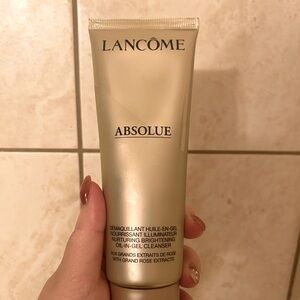 LANCÔME
ABSOLUE
DÉMAQUILLANT HUILE-EN-GEL
NOURRISSANT ILLUMINATEUR
NURTURING BRIGHTENING
OIL-IN-GEL CLEANSER
AUX GRANDS EXTRAITS DE ROSE
WITH GRAND ROSE EXTRACTS